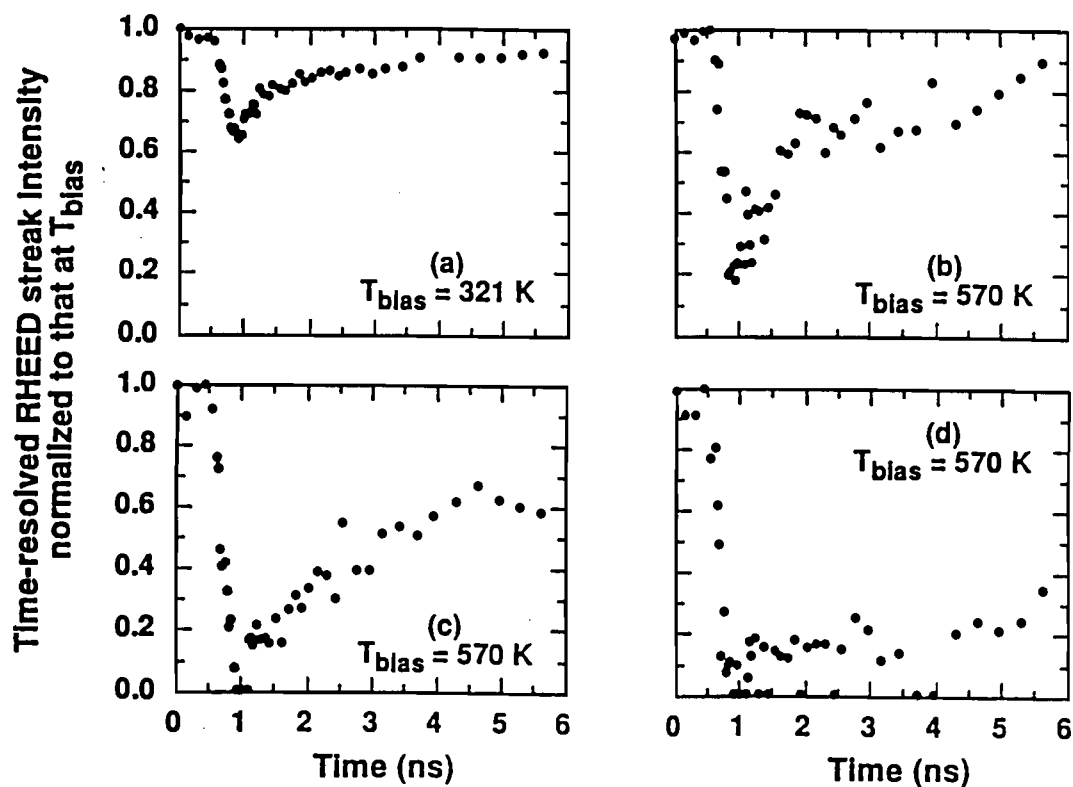 Time-resolved RHEED streak intensity
normalized to that at Tbias
1.0
0.8
0.6
0.4
0.2
0.0
(a)
Tbias = 321 K
(b)
Tbias = 570 K
1.0
0.8
0.6
0.4
0.2
0.0
(c)
Tbias = 570 K
(d)
Tbias = 570 K
0 1 2 3 4 5 6
Time (ns)
0 1 2 3 4 5 6
Time (ns)